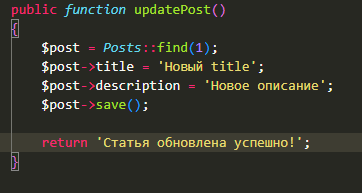 public function updatePost()
{
$post = Posts::find(1);
$post->title = 'Новый title';
$post->description = 'Новое описание';
$post->save();
return 'Статья обновлена успешно!';
}